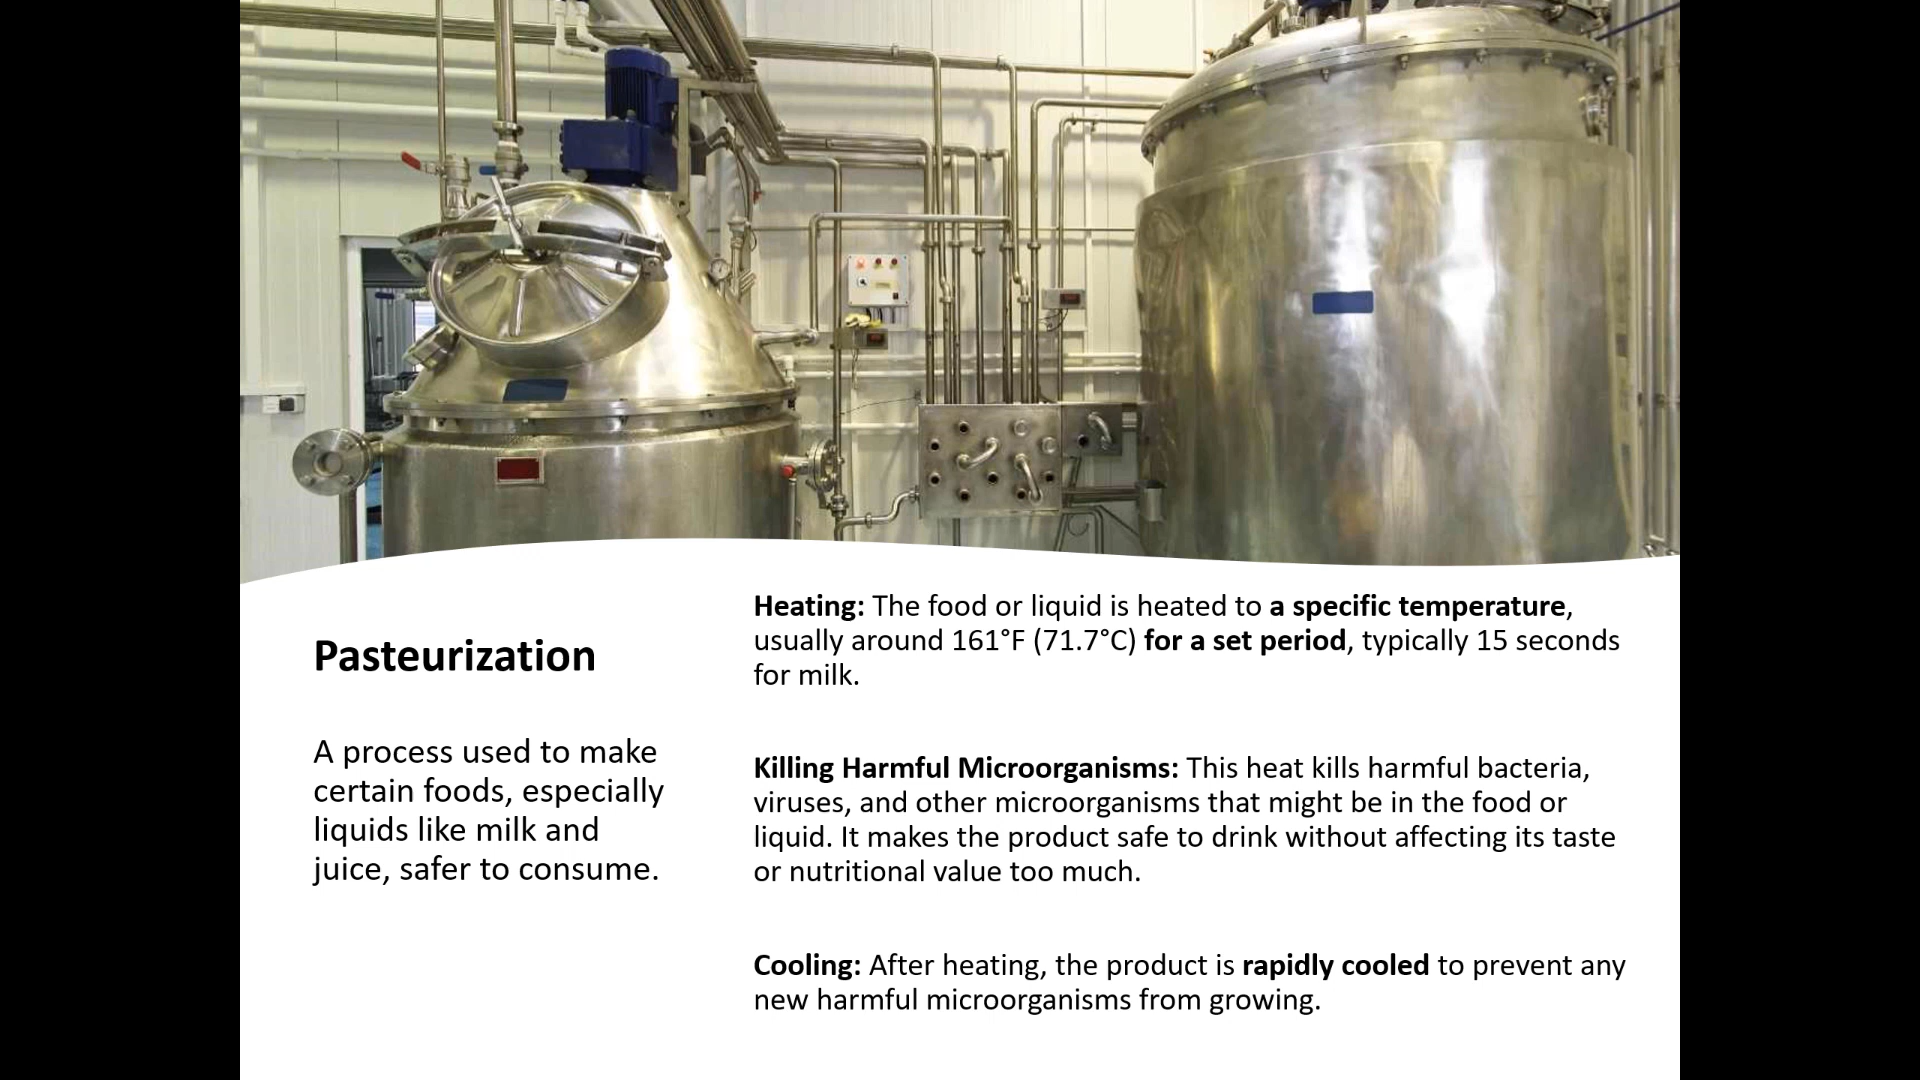 Pasteurization
A process used to make
certain foods, especially
liquids like milk and
juice, safer to consume.
Heating: The food or liquid is heated to a specific temperature,
usually around 161°F (71.7°C) for a set period, typically 15 seconds
for milk.
Killing Harmful Microorganisms: This heat kills harmful bacteria,
viruses, and other microorganisms that might be in the food or
liquid. It makes the product safe to drink without affecting its taste
or nutritional value too much.
Cooling: After heating, the product is rapidly cooled to prevent any
new harmful microorganisms from growing.